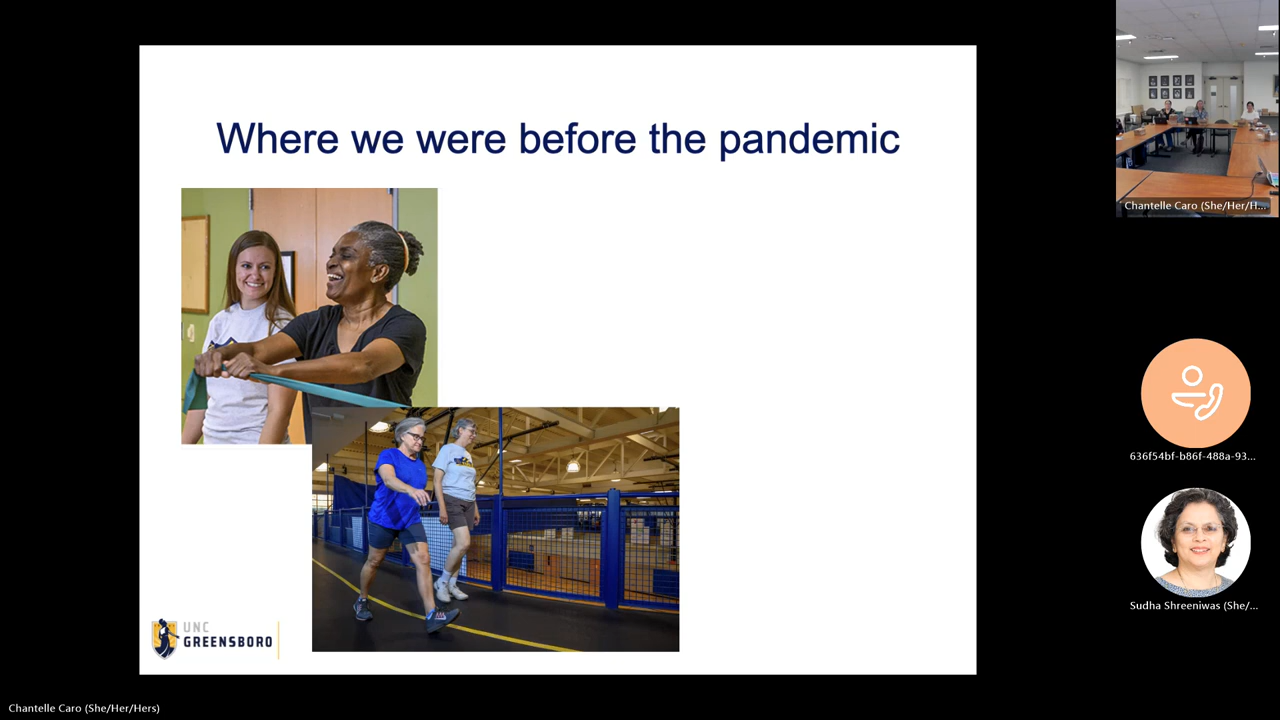 Where we were before the pandemic
UNC
GREENSBORO
Chantelle Caro (She/Her/H...
636f54bf-b86f-488a-93...
Sudha Shreeniwas (She/...
Chantelle Caro (She/Her/Hers)